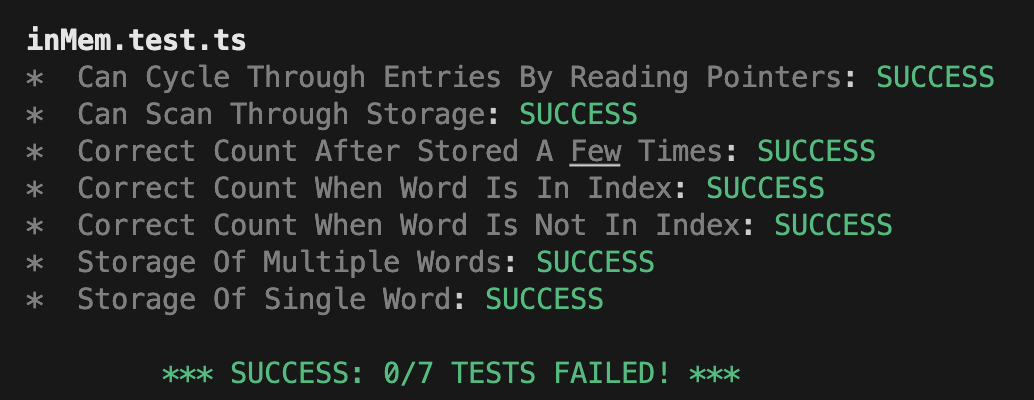 inMem.test.ts
* Can Cycle Through Entries By Reading Pointers: SUCCESS
* Can Scan Through Storage: SUCCESS
* Correct Count After Stored A Few Times: SUCCESS
* Correct Count When Word Is In Index: SUCCESS
* Correct Count When Word Is Not In Index: SUCCESS
* Storage Of Multiple Words: SUCCESS
* Storage Of Single Word: SUCCESS
*** SUCCESS: 0/7 TESTS FAILED! ***